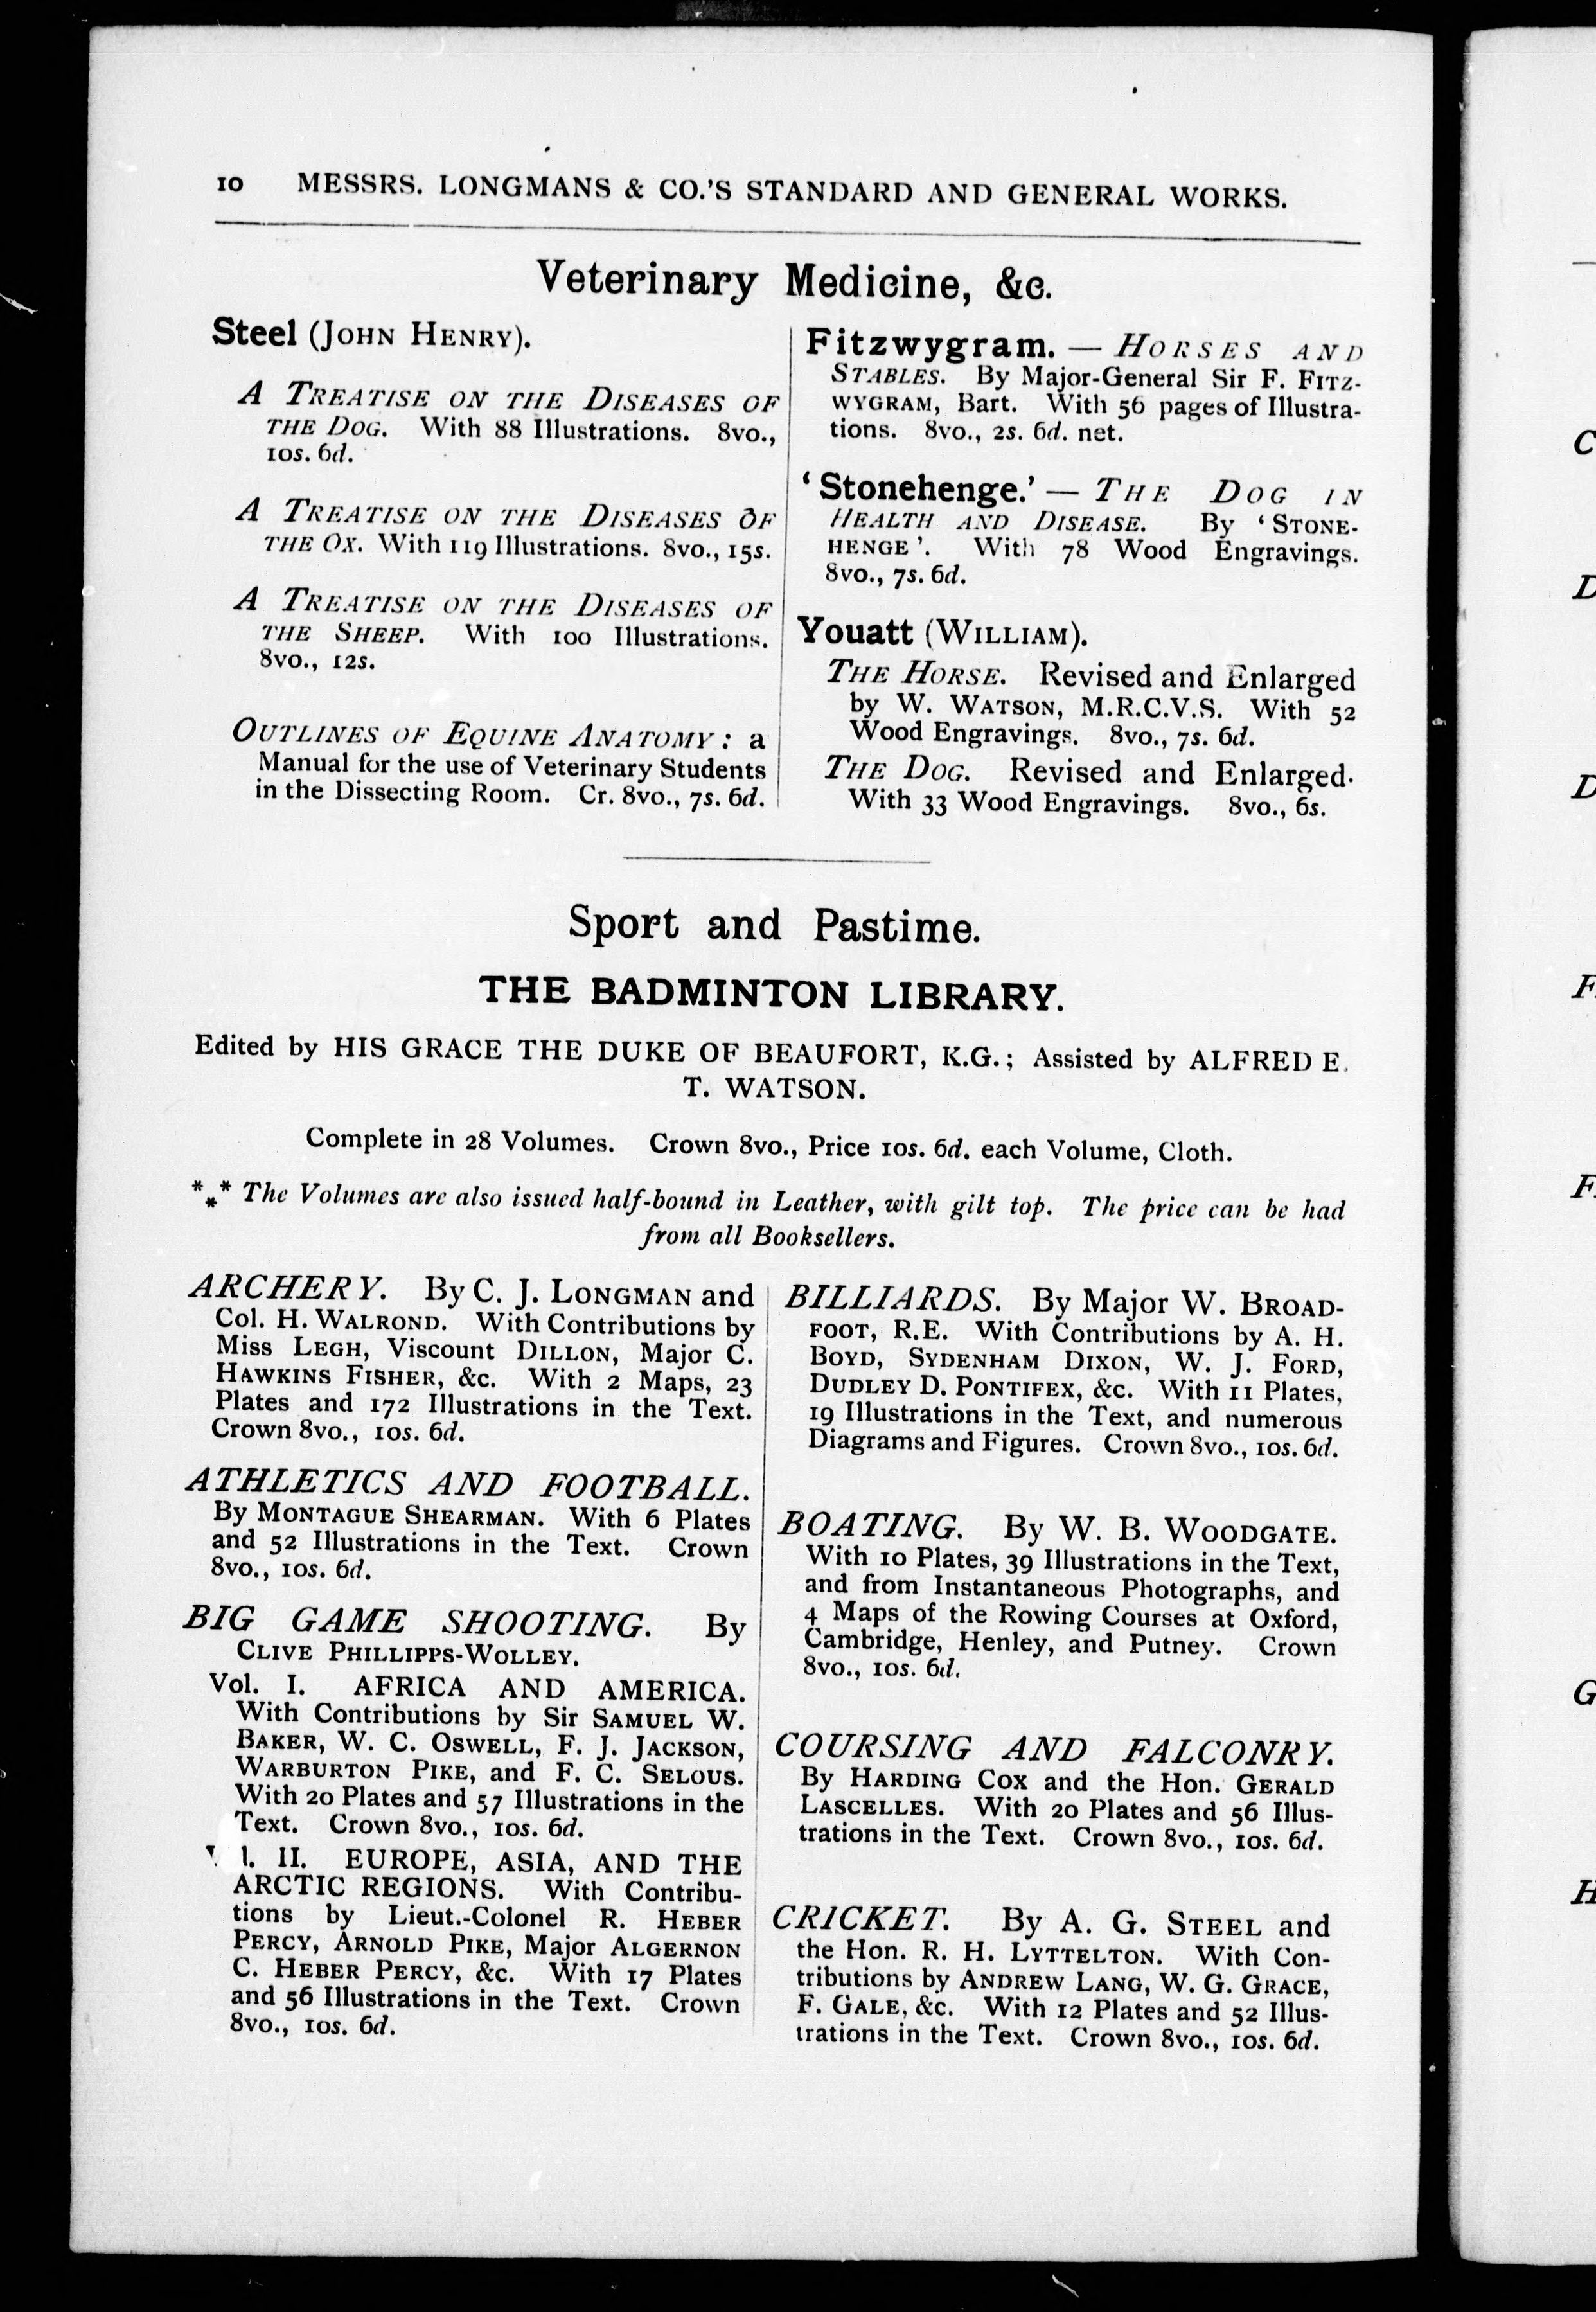 10 MESSRS. LONGMANS & CO.'S STANDARD AND GENERAL WORKS.
Veterinary Medicine, &c.
Steel (JOHN HENRY).
A TREATISE ON THE DISEASES OF
THE DOG. With 88 Illustrations. 8vo.,
10s. 6d.
A TREATISE ON THE DISEASES OF
THE OX. With 119 Illustrations. 8vo., 15s.
A TREATISE ON THE DISEASES OF
THE SHEEP. With 100 Illustrations.
8vo., 12s.
OUTLINES OF EQUINE ANATOMY: a
Manual for the use of Veterinary Students
in the Dissecting Room. Cr. 8vo., 7s. 6d.
Fitzwygram. — HORSES AND
STABLES. By Major-General Sir F. FITZ-
WYGRAM, Bart. With 56 pages of Illustra-
tions. 8vo., 2s. 6d. net.
'Stonehenge.' — THE DOG IN
HEALTH AND DISEASE. By 'STONE-
HENGE'. With 78 Wood Engravings.
8vo., 7s. 6d.
Youatt (WILLIAM).
THE HORSE. Revised and Enlarged
by W. WATSON, M.R.C.V.S. With 52
Wood Engravings. 8vo., 7s. 6d.
THE DOG. Revised and Enlarged.
With 33 Wood Engravings. 8vo., 6s.
Sport and Pastime.
THE BADMINTON LIBRARY.
Edited by HIS GRACE THE DUKE OF BEAUFORT, K.G.; Assisted by ALFRED E.
T. WATSON.
Complete in 28 Volumes. Crown 8vo., Price 10s. 6d. each Volume, Cloth.
*** The Volumes are also issued half-bound in Leather, with gilt top. The price can be had
from all Booksellers.
ARCHERY. By C. J. LONGMAN and
Col. H. WALROND. With Contributions by
Miss LEGH, Viscount DILLON, Major C.
HAWKINS FISHER, &c. With 2 Maps, 23
Plates and 172 Illustrations in the Text.
Crown 8vo., 10s. 6d.
ATHLETICS AND FOOTBALL.
By MONTAGUE SHEARMAN. With 6 Plates
and 52 Illustrations in the Text. Crown
8vo., 10s. 6d.
BIG GAME SHOOTING. By
CLIVE PHILLIPPS-WOLLEY.
Vol. I. AFRICA AND AMERICA.
With Contributions by Sir SAMUEL W.
BAKER, W. C. OSWELL, F. J. JACKSON,
WARBURTON PIKE, and F. C. SELOUS.
With 20 Plates and 57 Illustrations in the
Text. Crown 8vo., 10s. 6d.
II. EUROPE, ASIA, AND THE
ARCTIC REGIONS. With Contribu-
tions by Lieut.-Colonel R. HEBER
PERCY, ARNOLD PIKE, Major ALGERNON
C. HEBER PERCY, &c. With 17 Plates
and 56 Illustrations in the Text. Crown
8vo., 10s. 6d.
BILLIARDS. By Major W. BROAD-
FOOT, R.E. With Contributions by A. H.
BOYD, SYDENHAM DIXON, W. J. FORD,
DUDLEY D. PONTIFEX, &c. With 11 Plates,
19 Illustrations in the Text, and numerous
Diagrams and Figures. Crown 8vo., 10s. 6d.
BOATING. By W. B. WOODGATE.
With 10 Plates, 39 Illustrations in the Text,
and from Instantaneous Photographs, and
4 Maps of the Rowing Courses at Oxford,
Cambridge, Henley, and Putney. Crown
8vo., 10s. 6d.
COURSING AND FALCONRY.
By HARDING COX and the Hon. GERALD
LASCELLES. With 20 Plates and 56 Illus-
trations in the Text. Crown 8vo., 10s. 6d.
CRICKET. By A. G. STEEL and
the Hon. R. H. LYTTELTON. With Con-
tributions by ANDREW LANG, W. G. GRACE,
F. GALE, &c. With 12 Plates and 52 Illus-
trations in the Text. Crown 8vo., 10s. 6d.